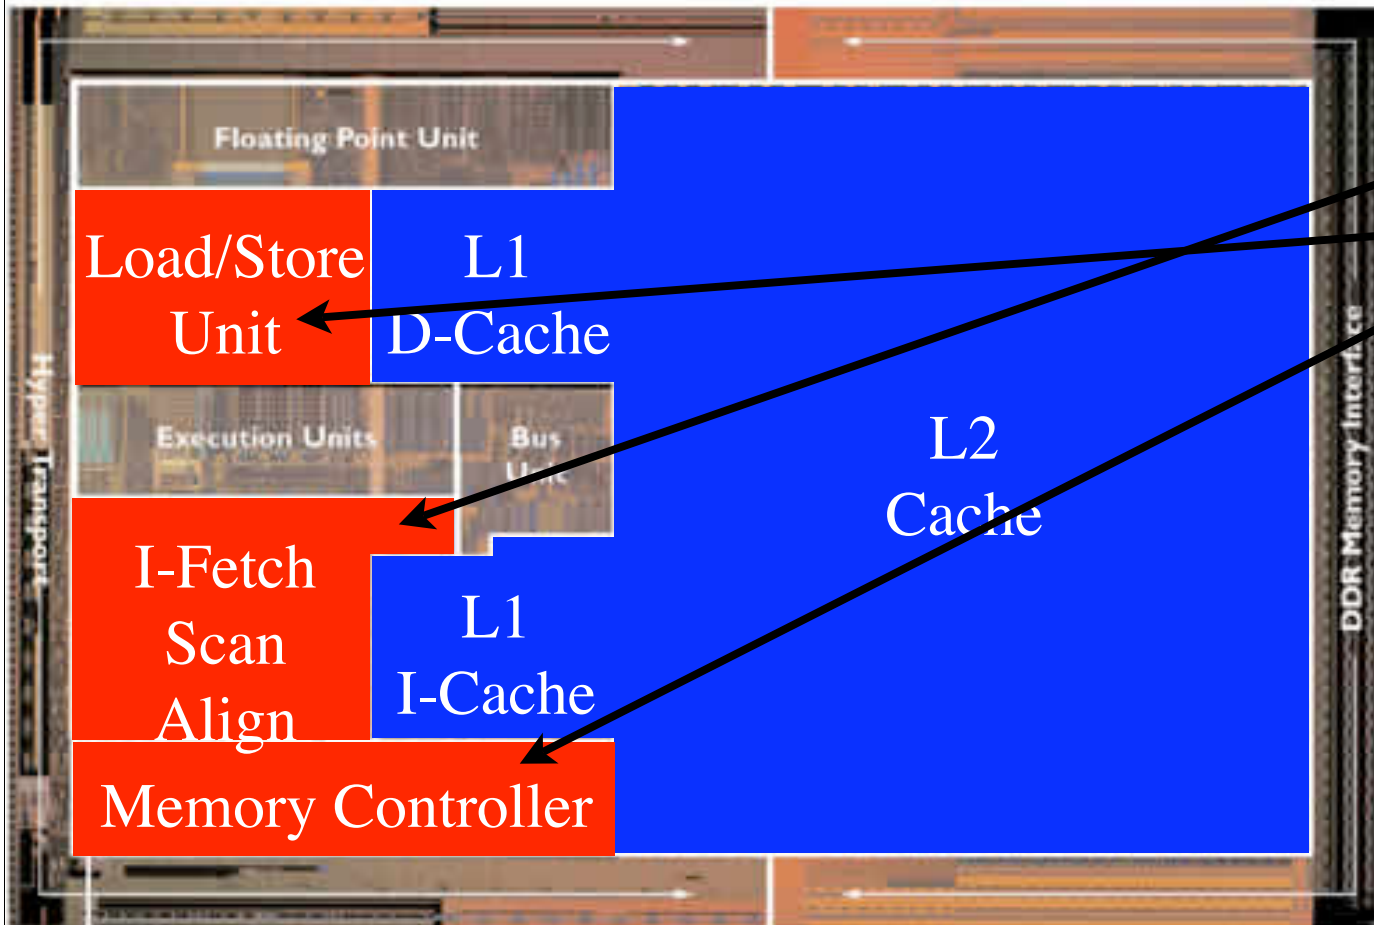 Floating Point Unit
Load/Store
Unit
L1
D-Cache
Execution Units
Bus
Unit
L2
Cache
I-Fetch
Scan
Align
L1
I-Cache
Memory Controller
Hyper Transport
DDR Memory Interface